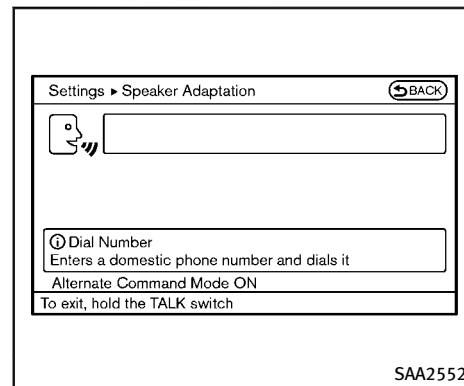 Settings ▸ Speaker Adaptation
BACK
Dial Number
Enters a domestic phone number and dials it
Alternate Command Mode ON
To exit, hold the TALK switch
SAA2552